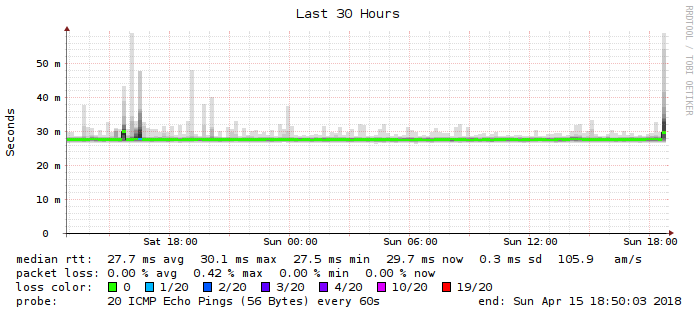 Last 30 Hours
RRDTOOL / TOBI OETIKER
Seconds
50 m
40 m
30 m
20 m
10 m
0
Sat 18:00 Sun 00:00 Sun 06:00 Sun 12:00 Sun 18:00
median rtt: 27.7 ms avg 30.1 ms max 27.5 ms min 29.7 ms now 0.3 ms sd 105.9 am/s
packet loss: 0.00 % avg 0.42 % max 0.00 % min 0.00 % now
loss color: 0 1/20 2/20 3/20 4/20 10/20 19/20
probe: 20 ICMP Echo Pings (56 Bytes) every 60s end: Sun Apr 15 18:50:03 2018